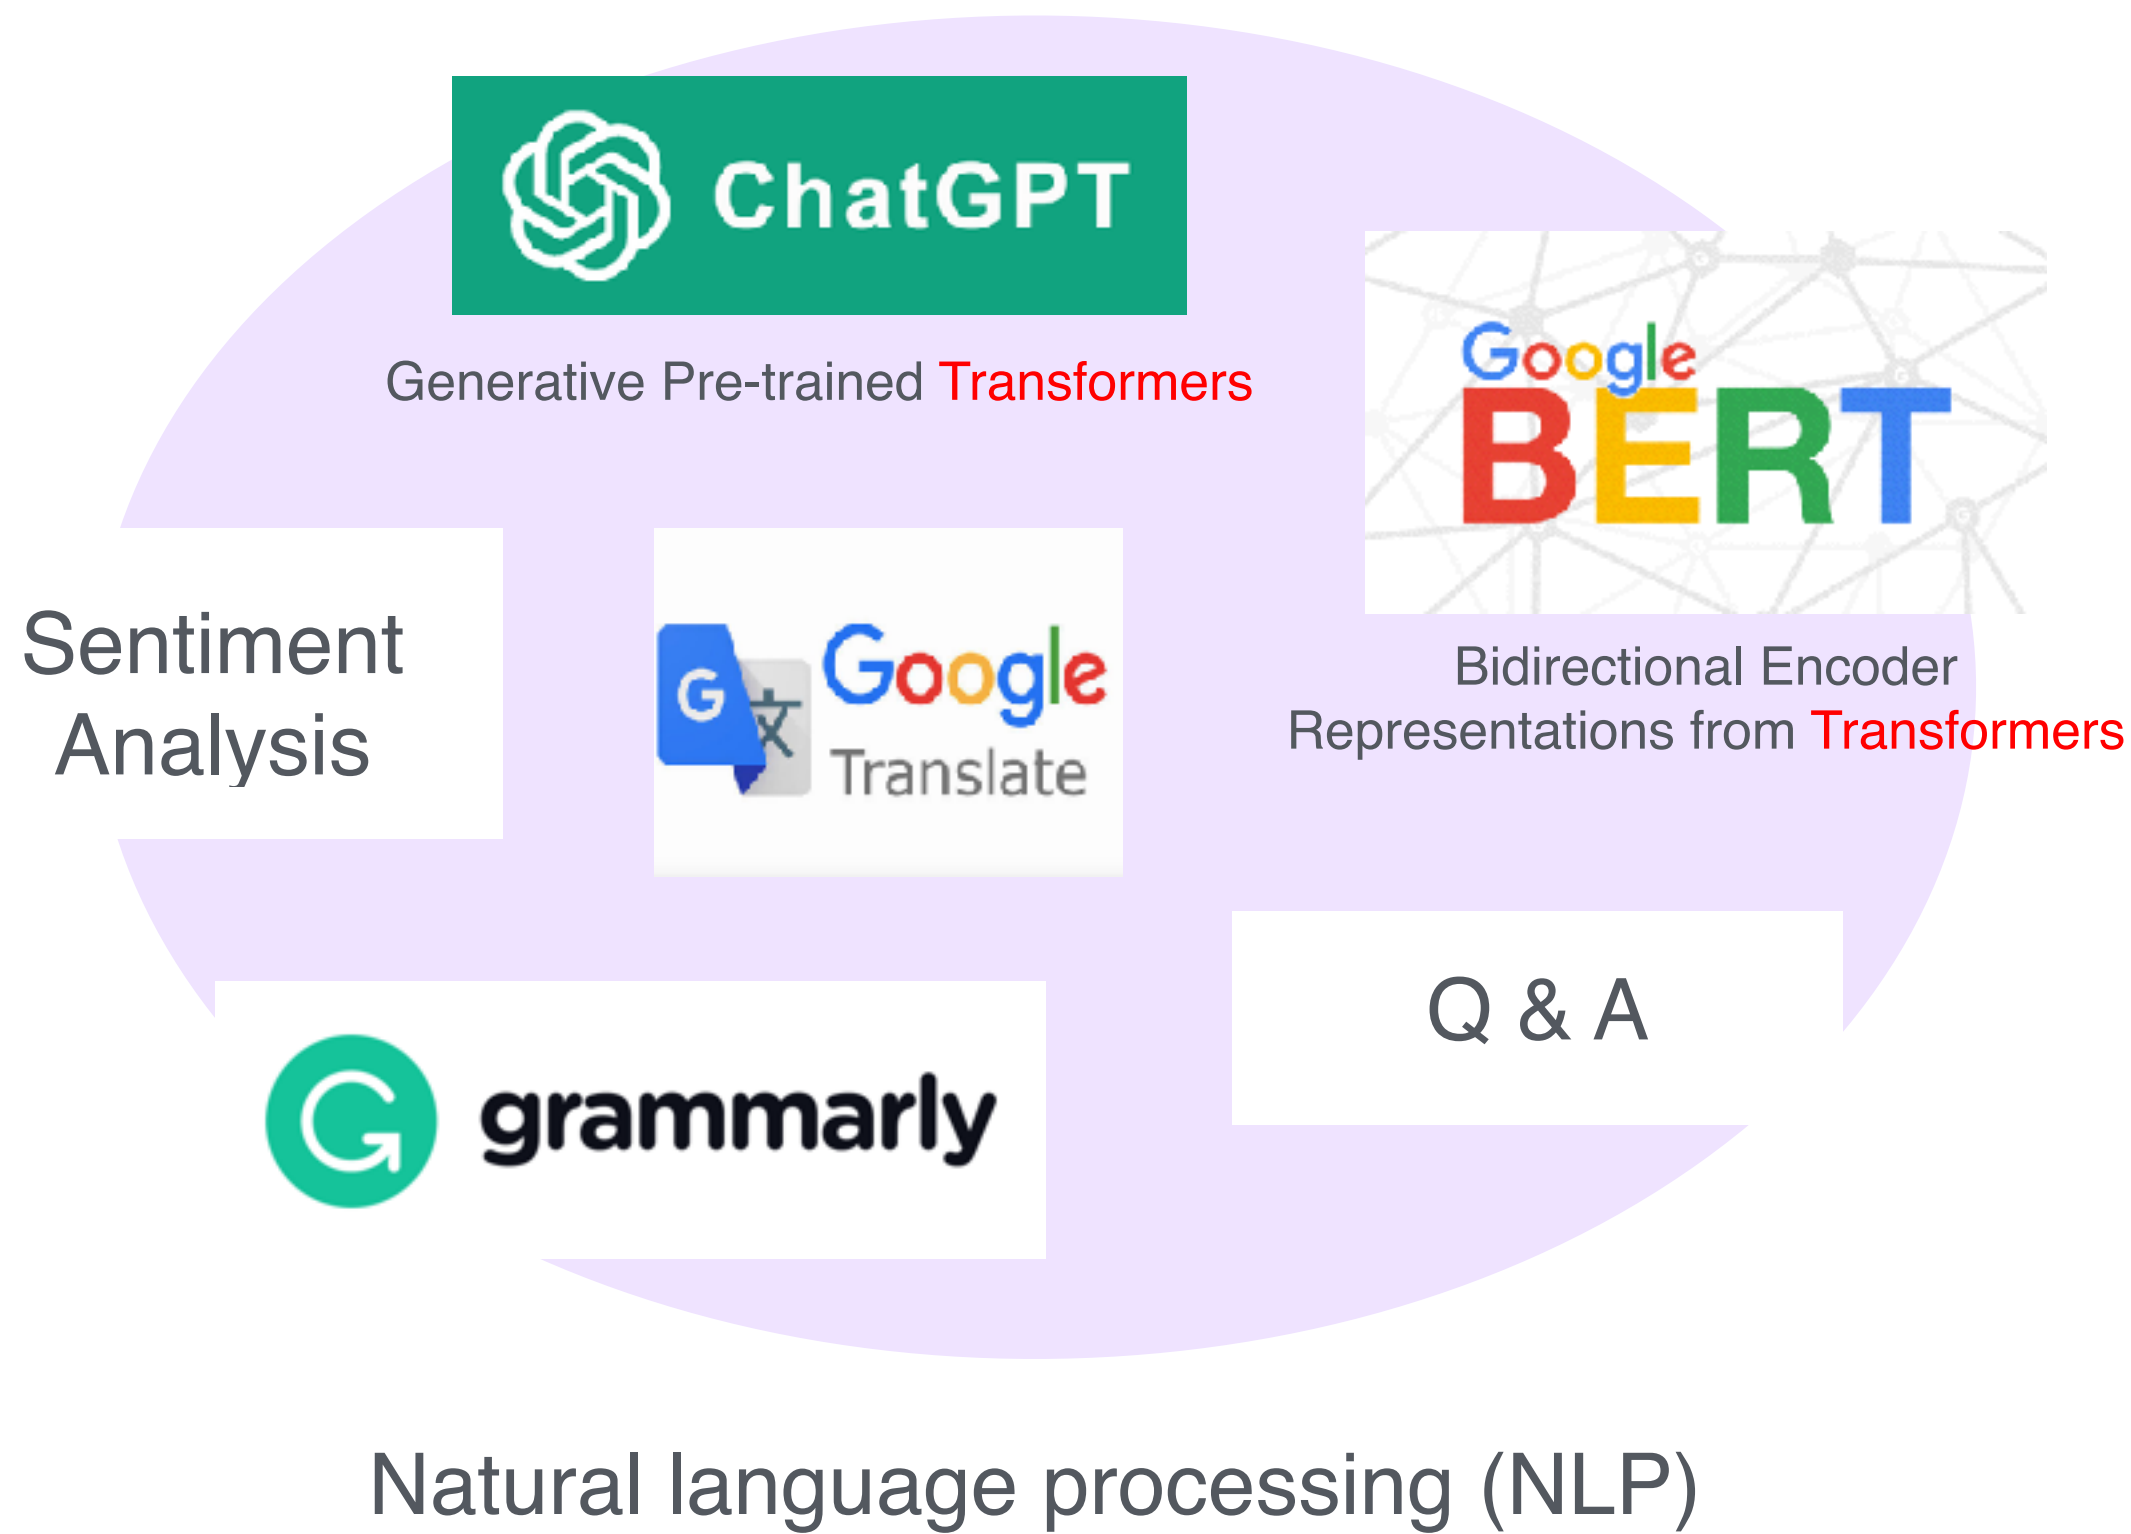 ChatGPT
Generative Pre-trained Transformers
Google
BERT
Bidirectional Encoder
Representations from Transformers
Sentiment
Analysis
G 文 Google
Translate
Q & A
grammarly
Natural language processing (NLP)